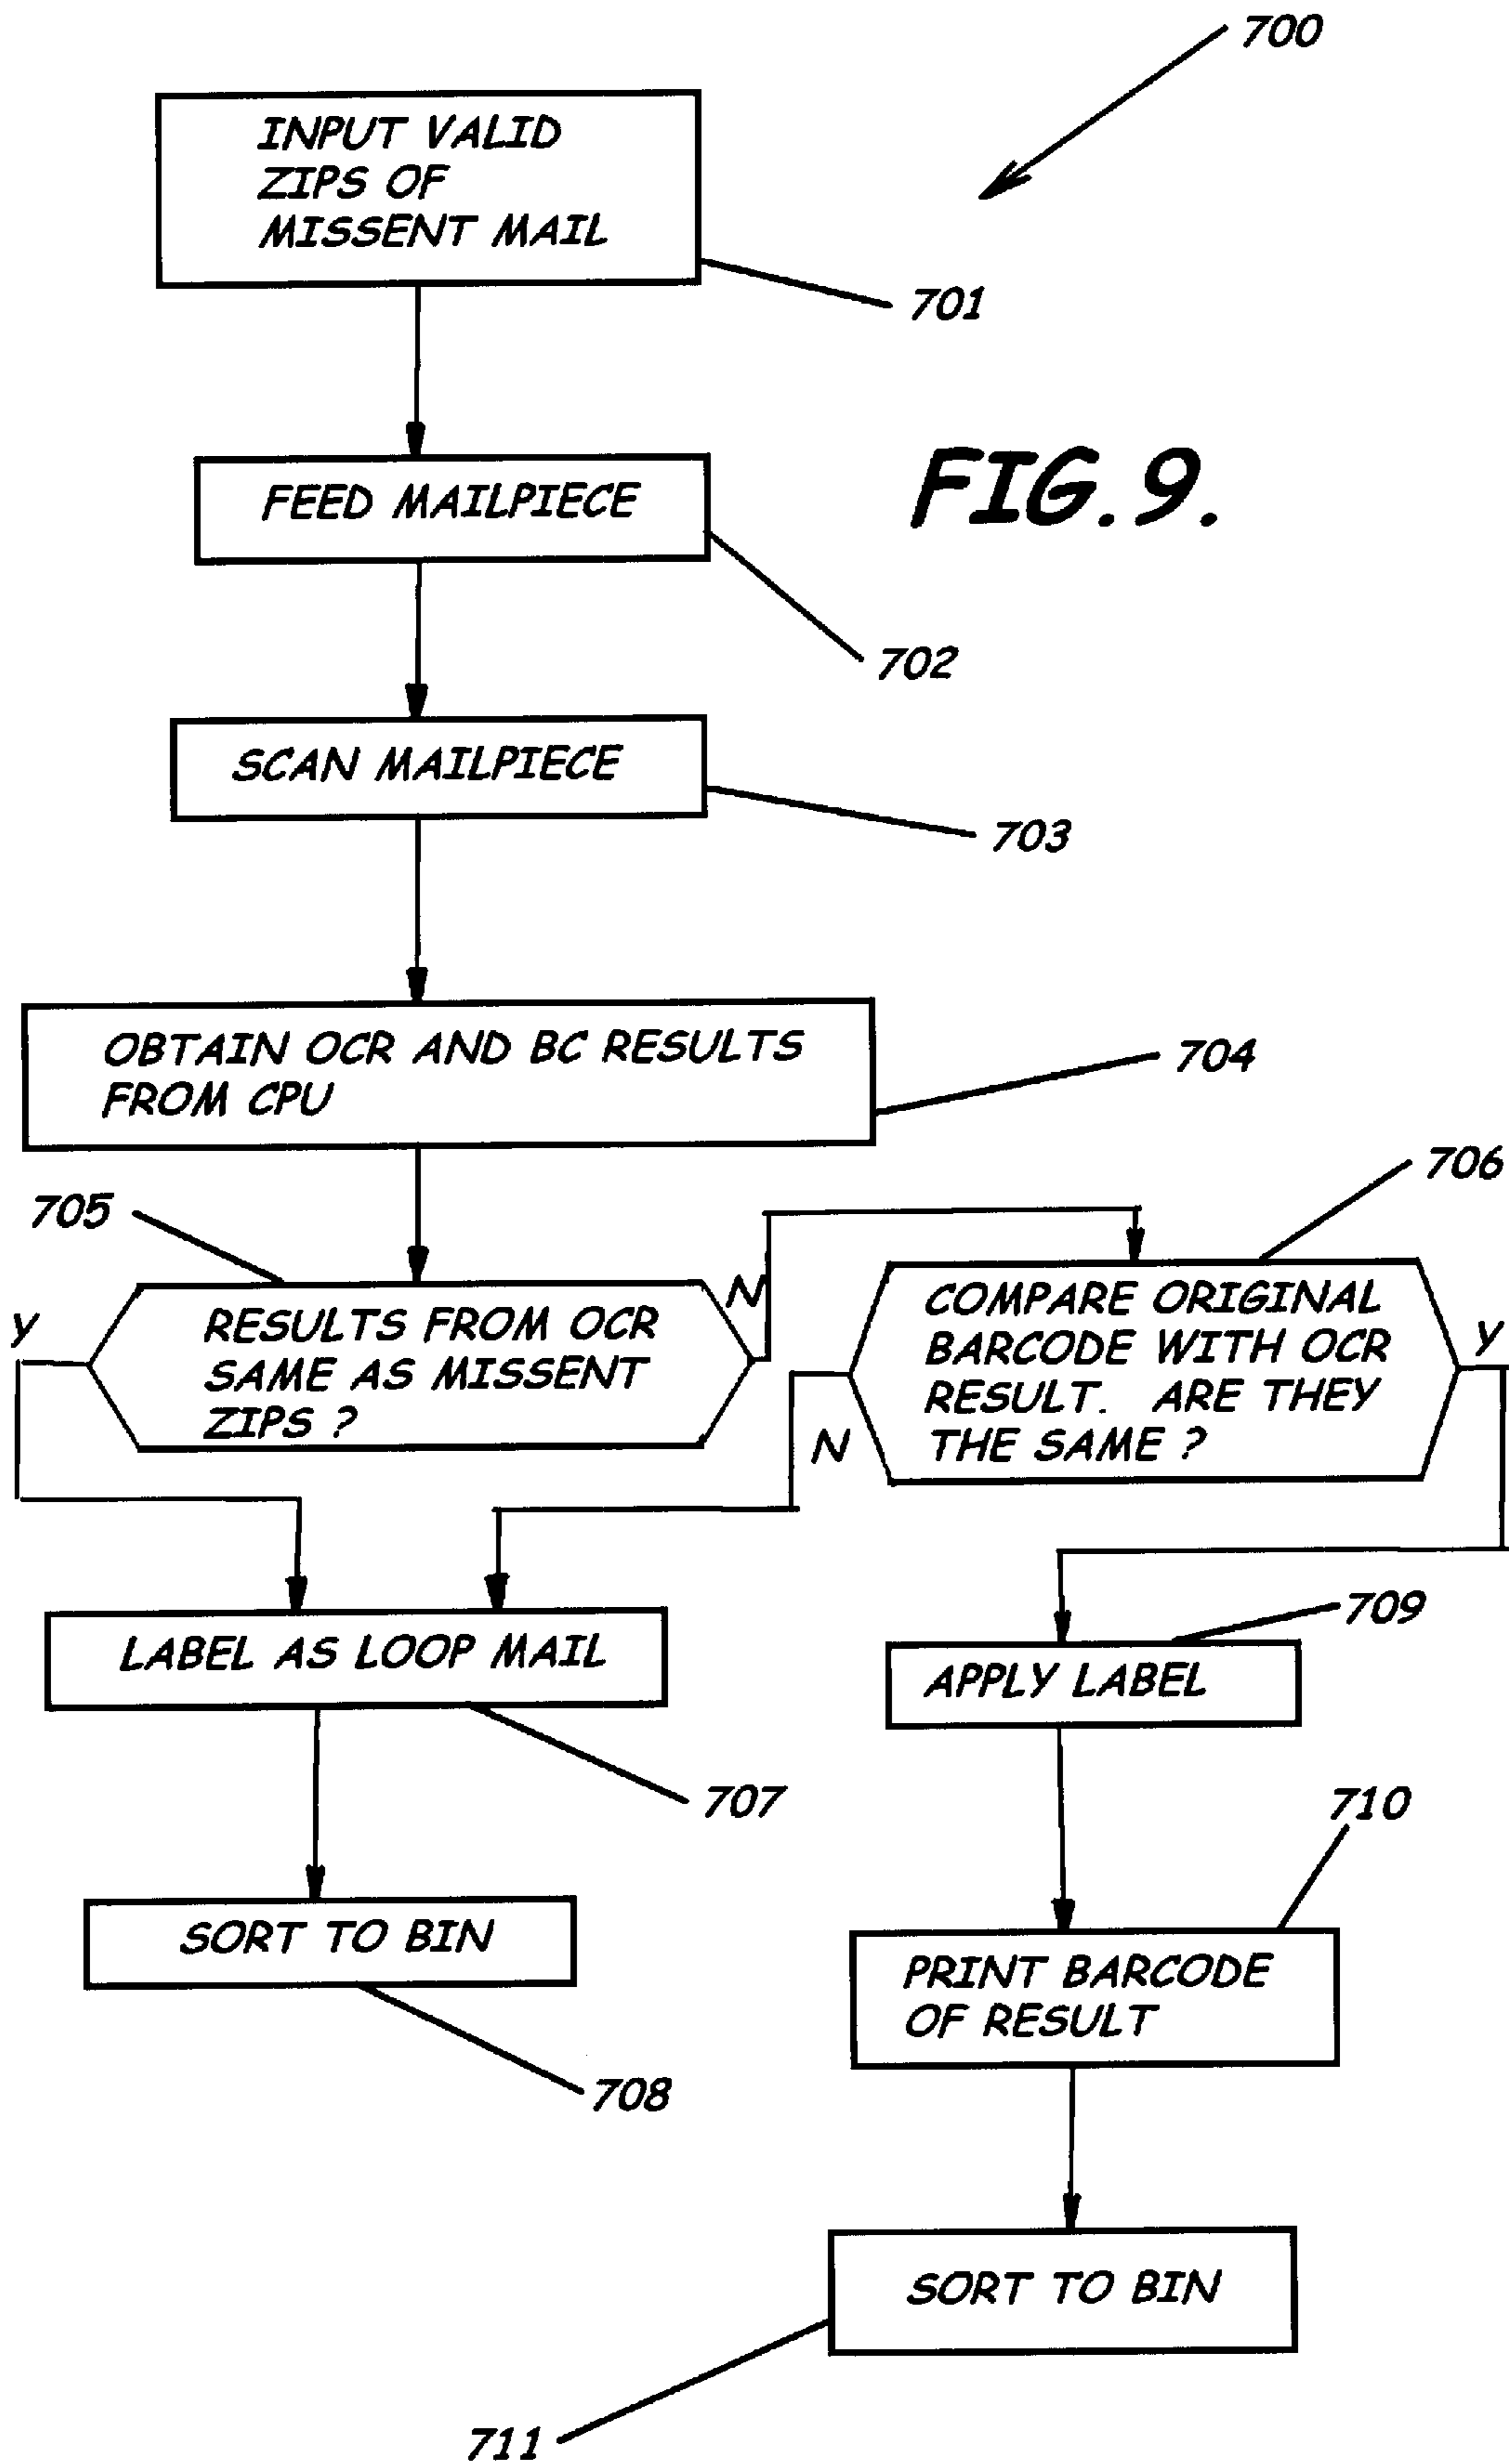 700
INPUT VALID
ZIPS OF
MISSENT MAIL
701
FIG. 9.
FEED MAILPIECE
702
SCAN MAILPIECE
703
OBTAIN OCR AND BC RESULTS
FROM CPU
704
705
706
Y
RESULTS FROM OCR
SAME AS MISSENT
ZIPS ?
N
COMPARE ORIGINAL
BARCODE WITH OCR
RESULT. ARE THEY
THE SAME ?
Y
N
LABEL AS LOOP MAIL
707
709
APPLY LABEL
710
SORT TO BIN
708
PRINT BARCODE
OF RESULT
SORT TO BIN
711